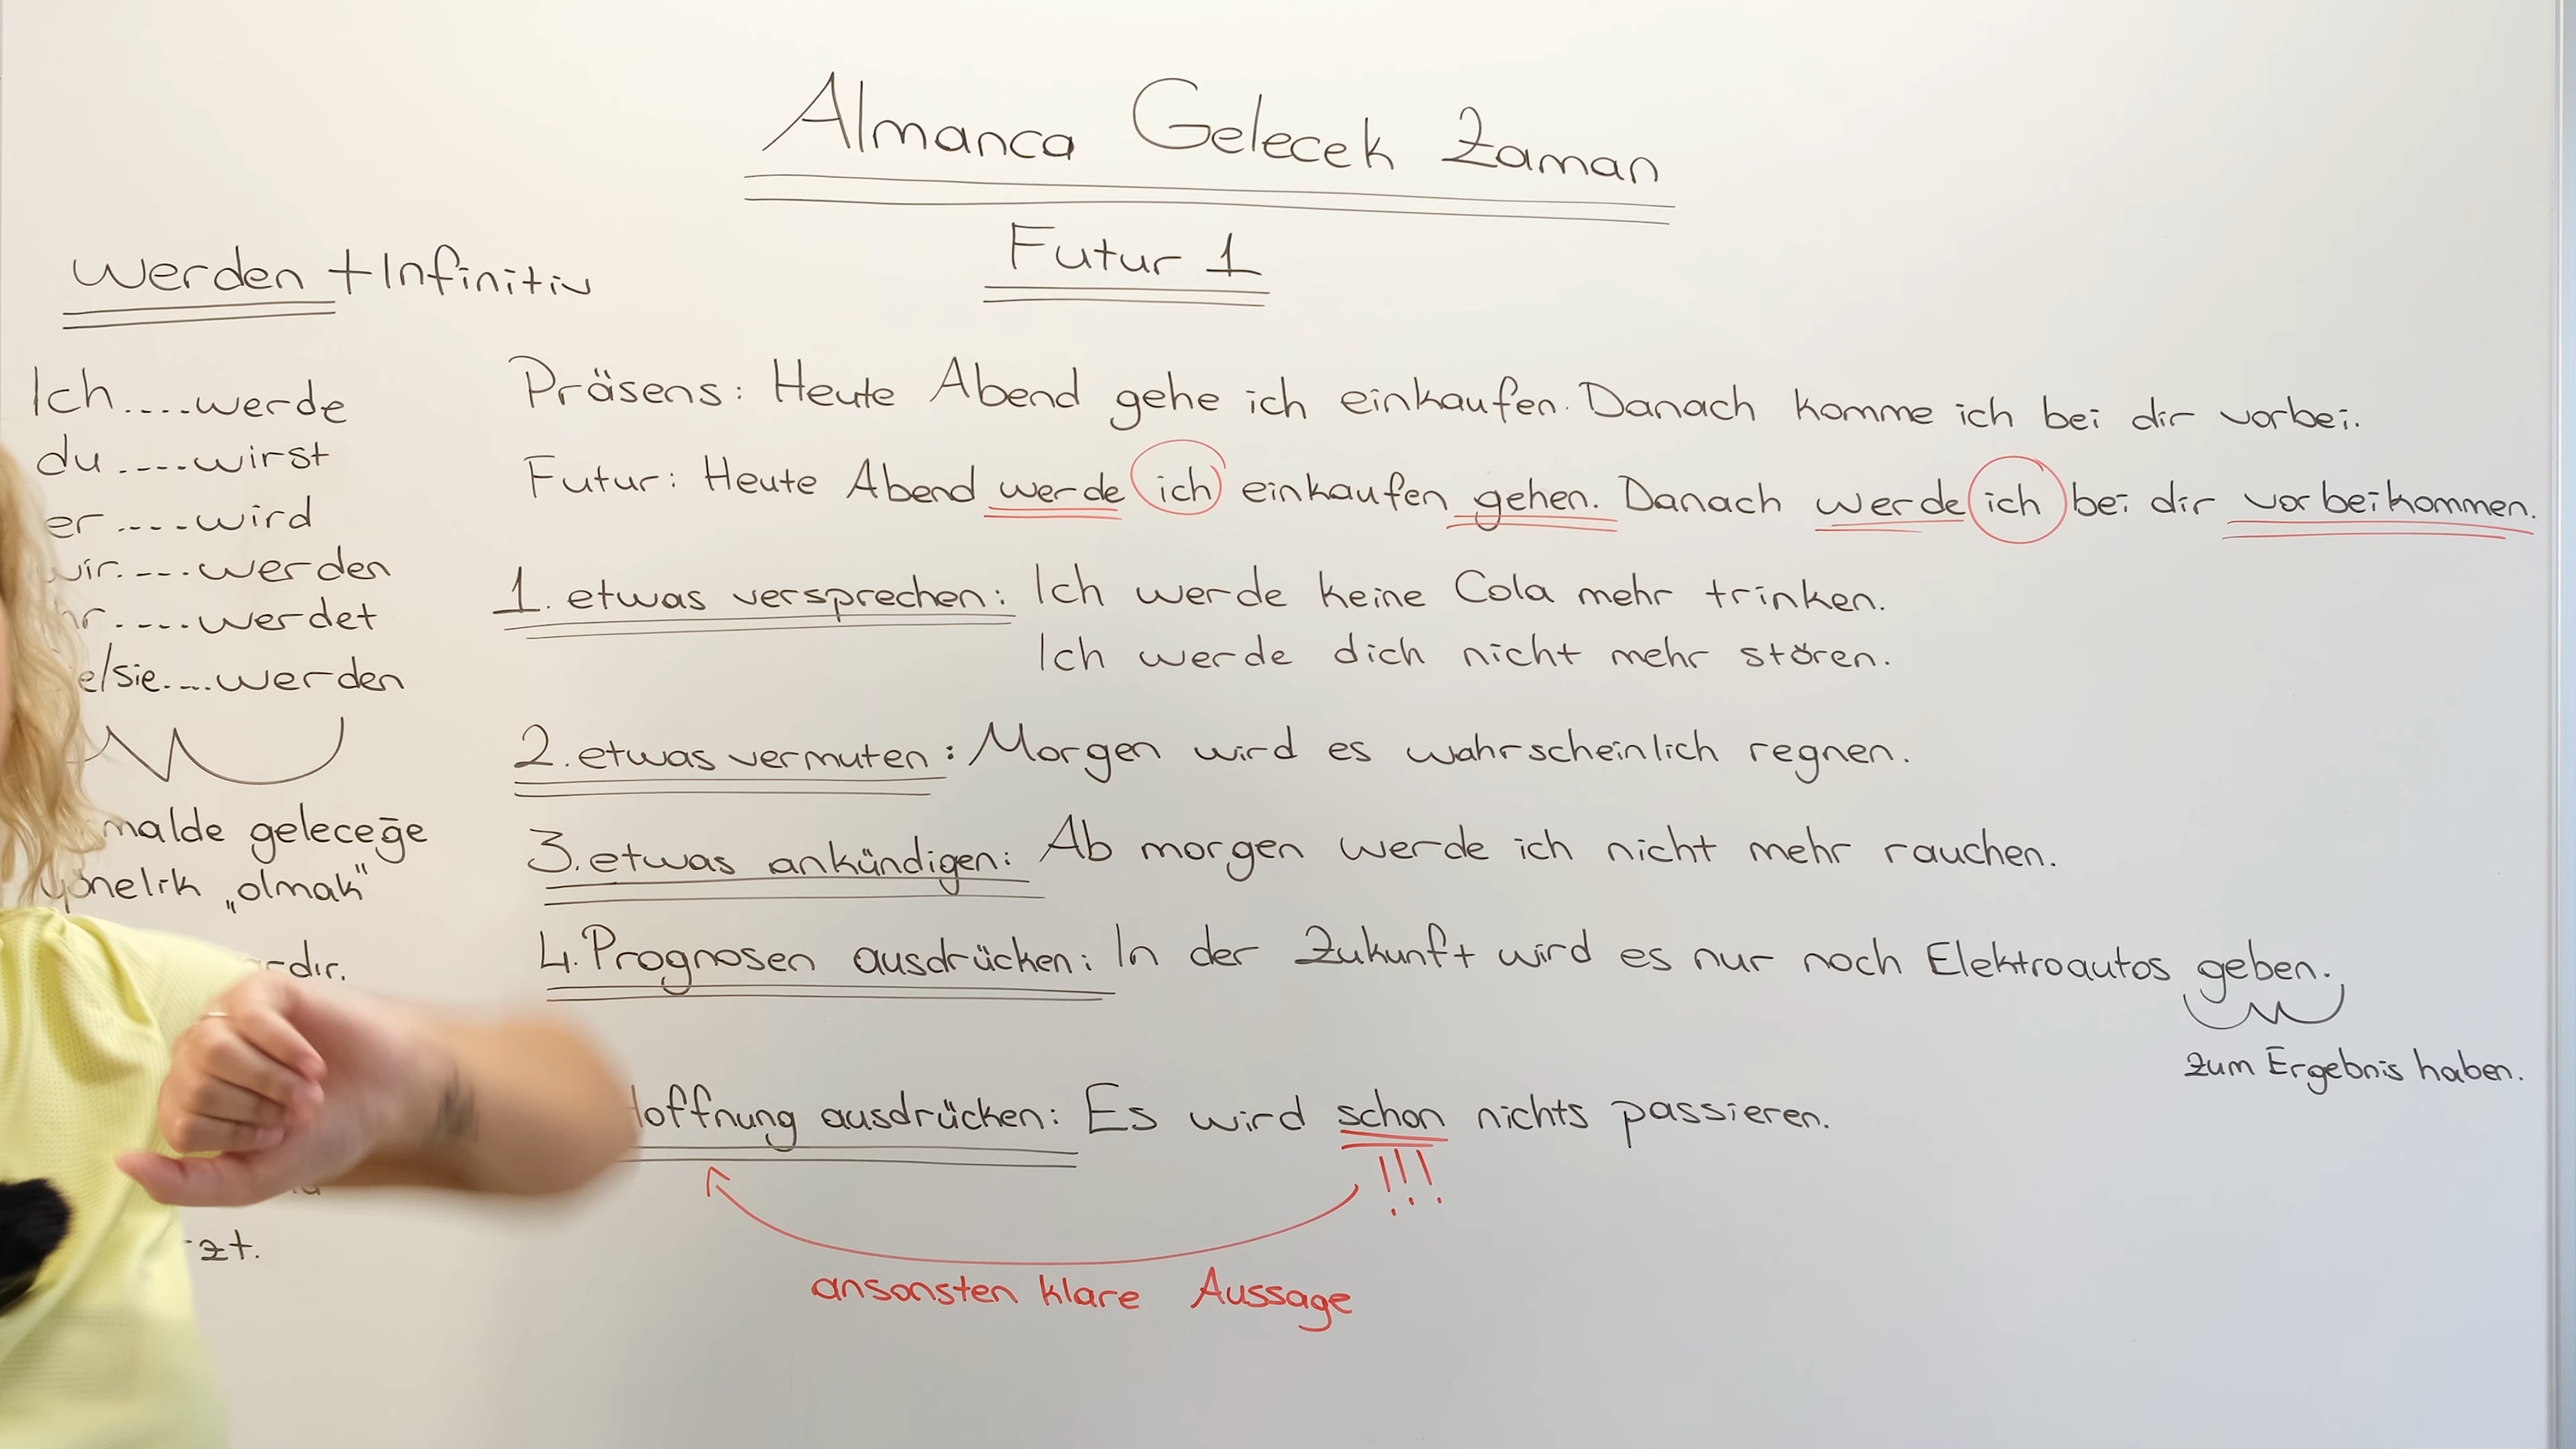 Almanca Gelecek Zaman
Futur 1
werden + Infinitiv
Ich....werde
du.....wirst
er.....wird
.....werden
.....werdet
/sie.....werden
geleceğe
yönelik „olmak"
Präsens: Heute Abend gehe ich einkaufen. Danach komme ich bei dir vorbei.
Futur: Heute Abend werde ich einkaufen gehen. Danach werde ich bei dir vorbeikommen.
1. etwas versprechen: Ich werde keine Cola mehr trinken.
Ich werde dich nicht mehr stören.
2. etwas vermuten: Morgen wird es wahrscheinlich regnen.
3. etwas ankündigen: Ab morgen werde ich nicht mehr rauchen.
4. Prognosen ausdrücken: In der Zukunft wird es nur noch Elektroautos geben.
zum Ergebnis haben.
ausdrücken: Es wird schon nichts passieren.
!!!
ansonsten klare Aussage